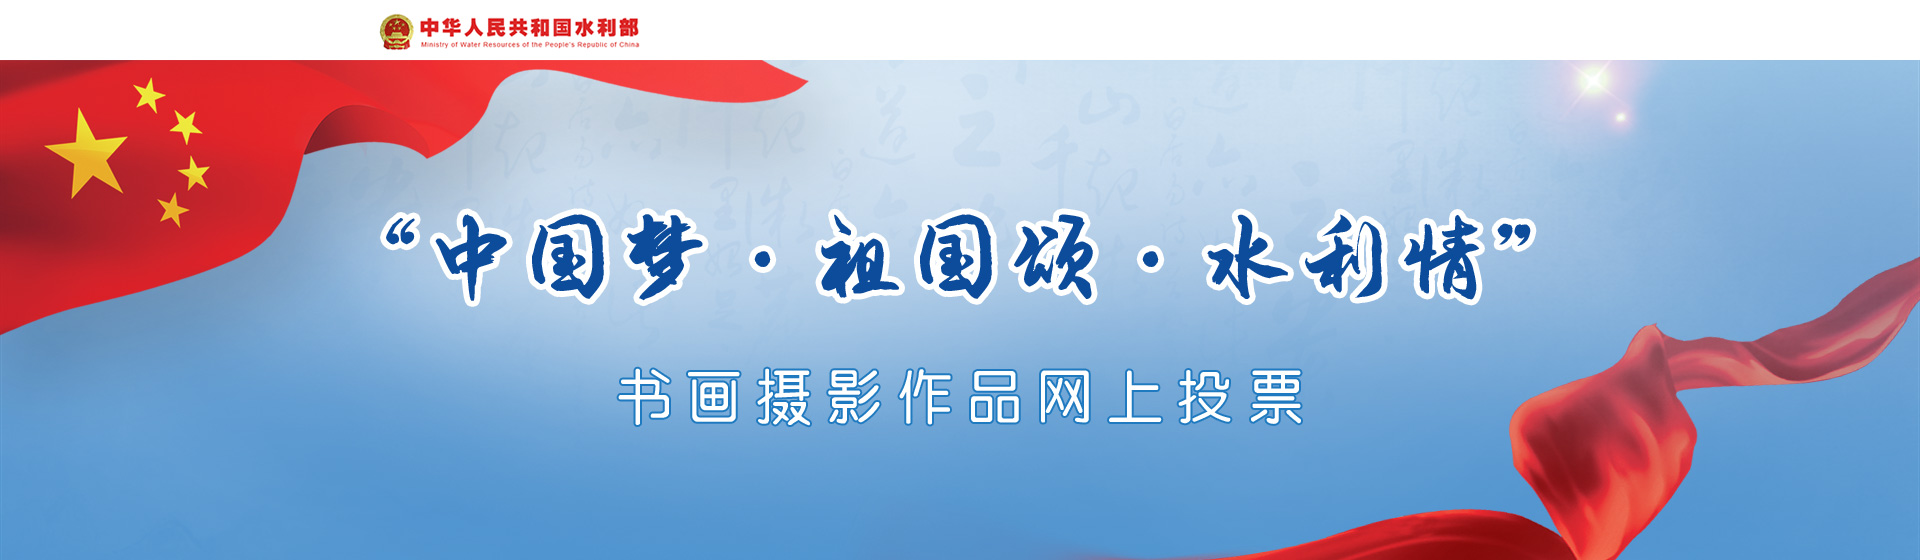 中华人民共和国水利部
Ministry of Water Resources of the People's Republic of China
“中国梦·祖国颂·水利情”
书画摄影作品网上投票